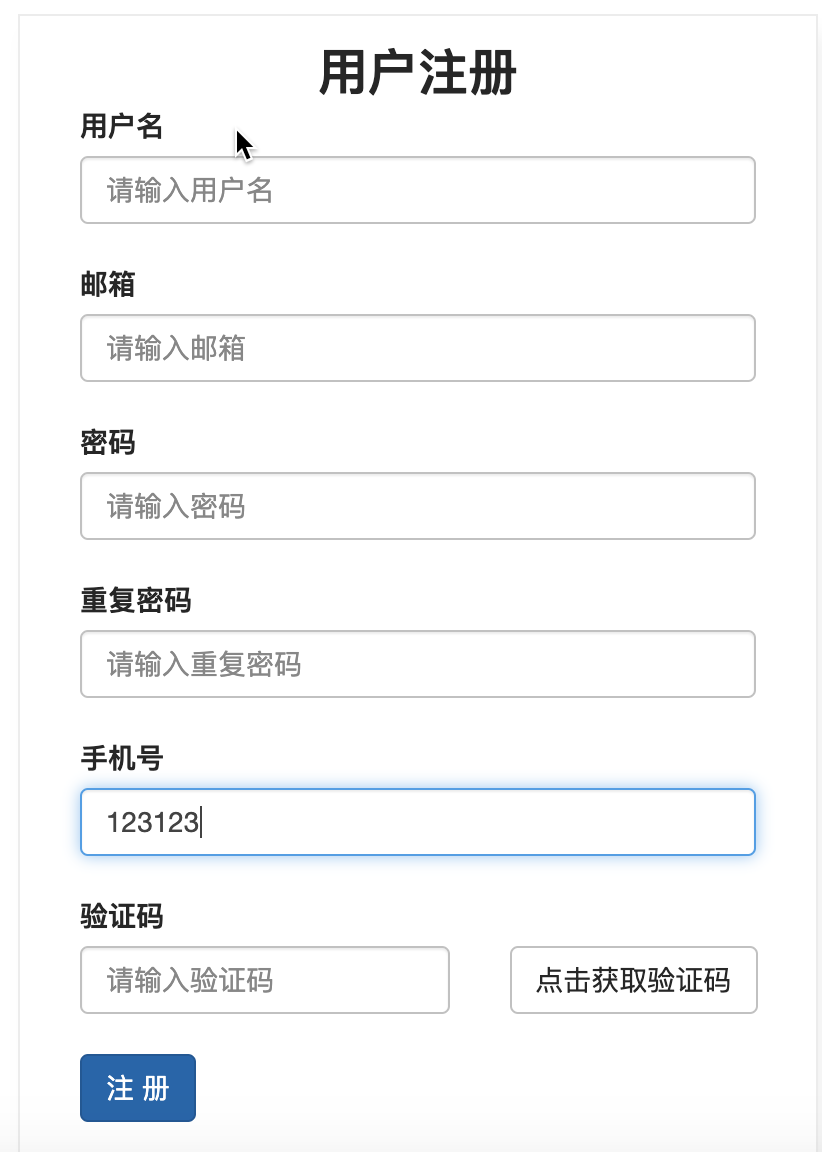 用户注册
用户名
请输入用户名
邮箱
请输入邮箱
密码
请输入密码
重复密码
请输入重复密码
手机号
123123
验证码
请输入验证码 点击获取验证码
注 册